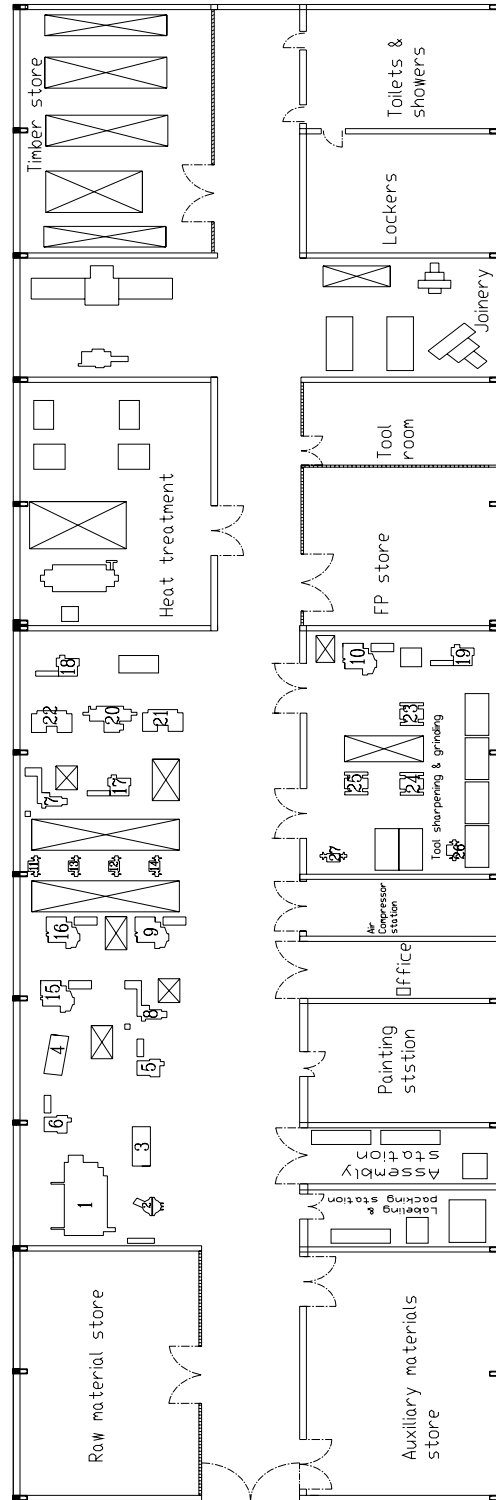 Raw material store
1
2
3
6
5
4
8
15
9
16
11
13
12
14
7
17
22
20
21
18
Heat treatment
Timber store
Auxiliary materials
store
Labeling &
packing station
Assembly
station
Painting
ststion
Office
Air
Compressor
station
27
26
Tool sharpening & grinding
25
24
23
10
19
FP store
Tool
room
Joinery
Lockers
Toilets &
showers